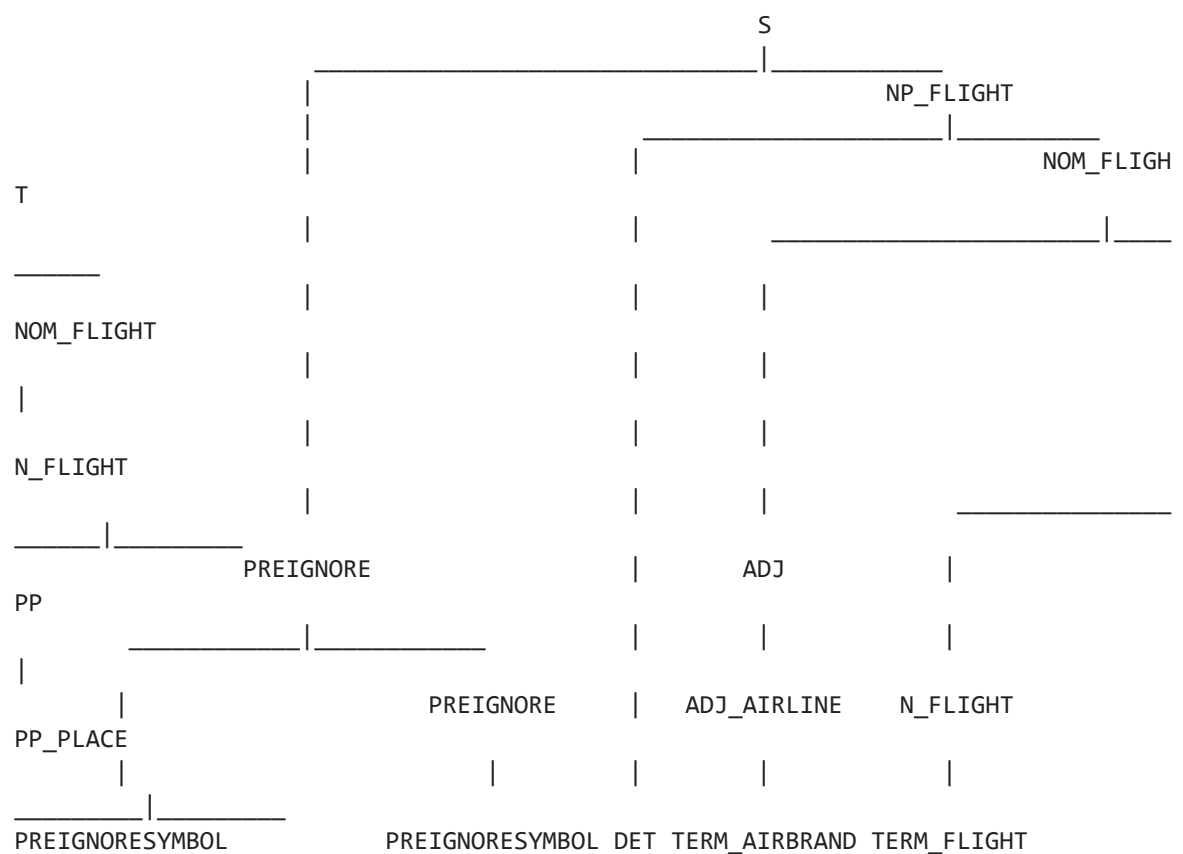 S
NP_FLIGHT
NOM_FLIGH
T
NOM_FLIGHT
N_FLIGHT
PREIGNORE ADJ
PP
PREIGNORE ADJ_AIRLINE N_FLIGHT
PP_PLACE
PREIGNORESYMBOL PREIGNORESYMBOL DET TERM_AIRBRAND TERM_FLIGHT